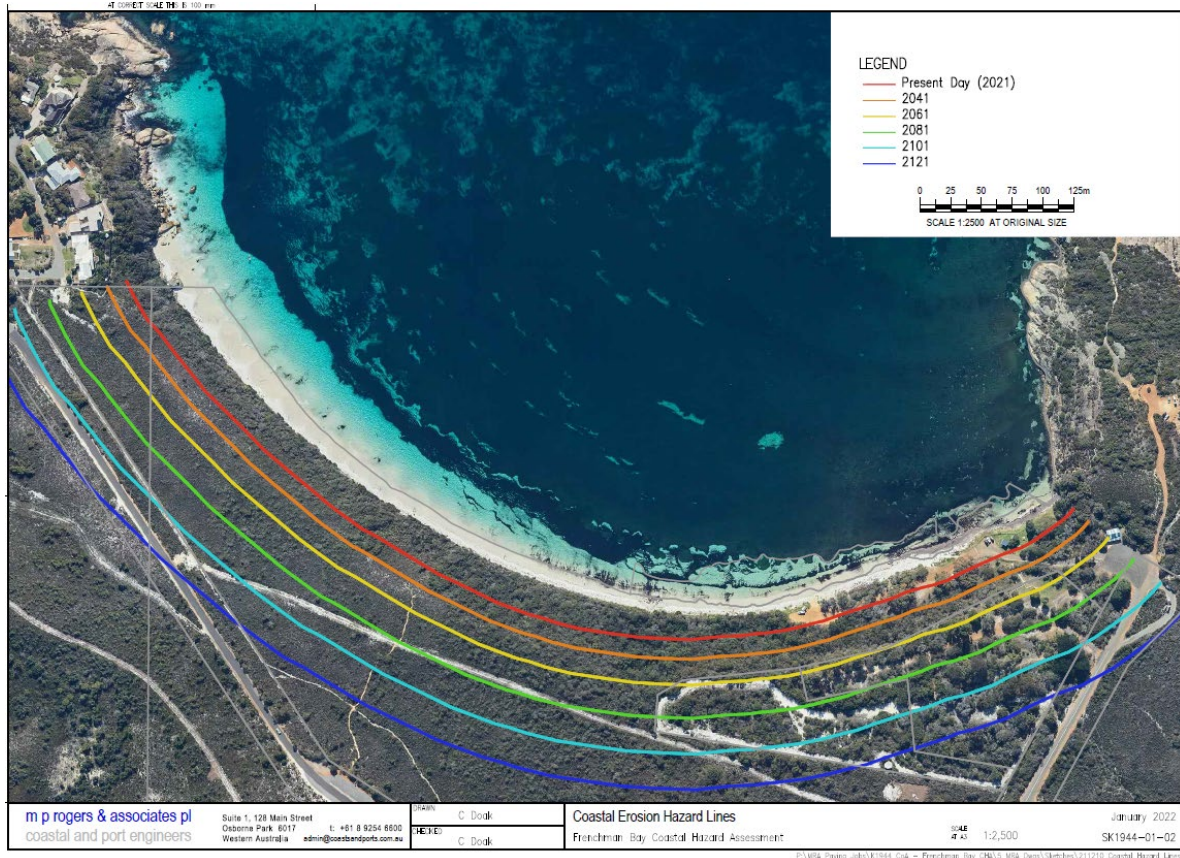 AT CORRECT SCALE THIS IS 100 mm
LEGEND
Present Day (2021)
2041
2061
2081
2101
2121
0 25 50 75 100 125m
SCALE 1:2500 AT ORIGINAL SIZE
m p rogers & associates pl
coastal and port engineers
Suite 1, 128 Main Street
Osborne Park 6017 t: +61 8 9254 6600
Western Australia admin@coastsandports.com.au
DRAWN
C Doak
CHECKED
C Doak
Coastal Erosion Hazard Lines
Frenchman Bay Coastal Hazard Assessment
SCALE
AT A3 1:2,500
January 2022
SK1944-01-02